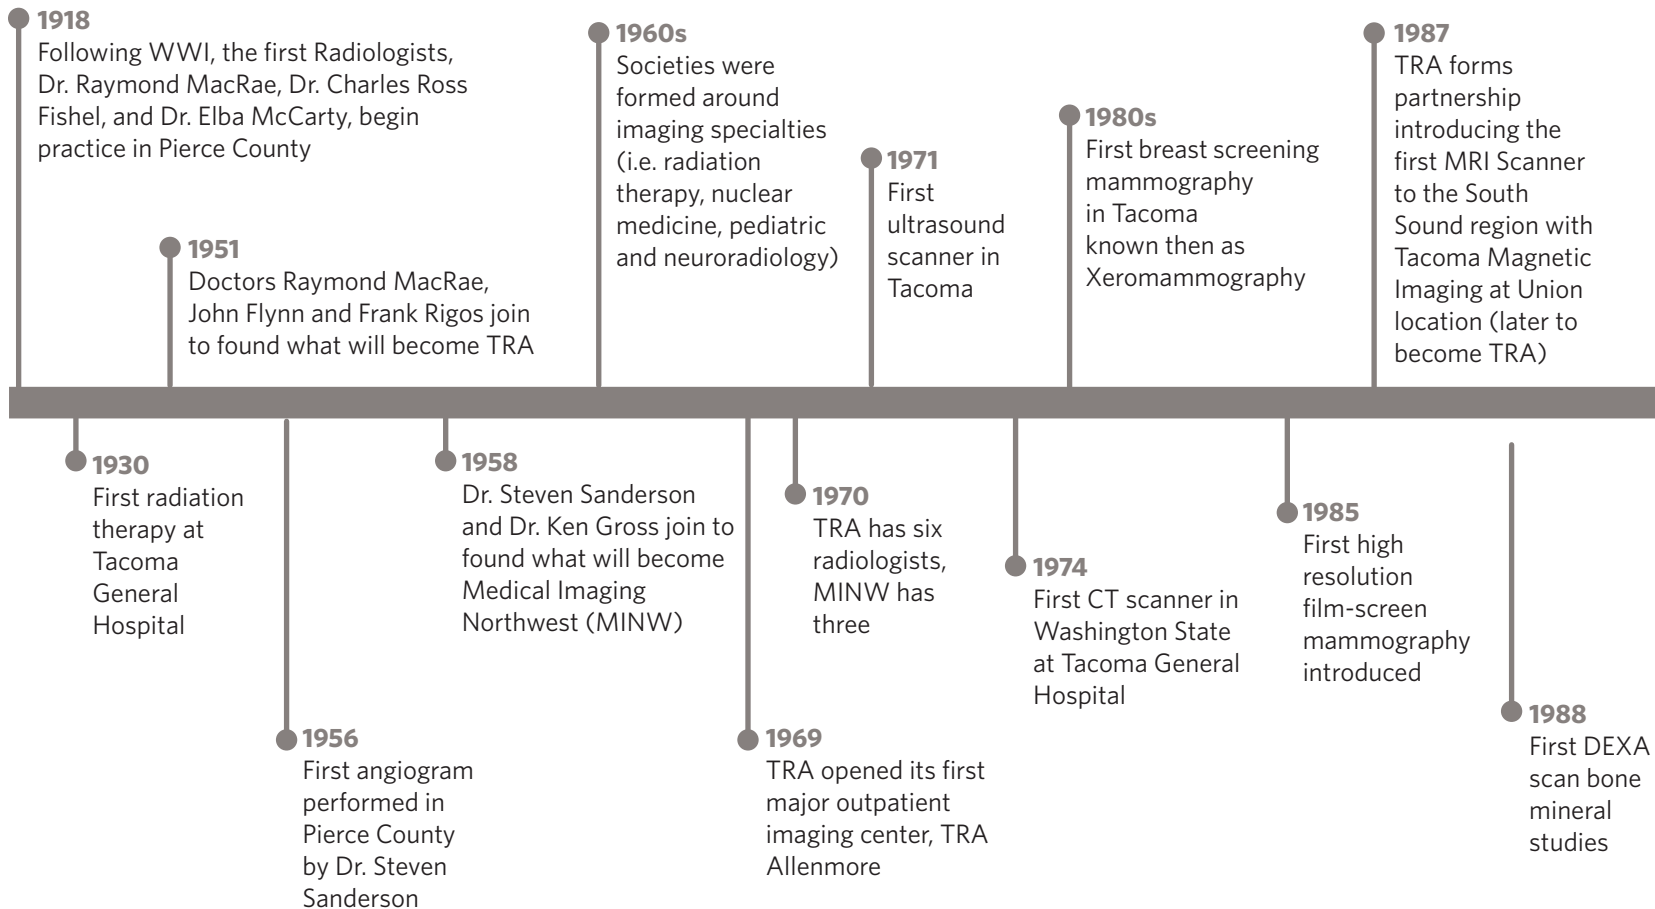 1918
Following WWI, the first Radiologists,
Dr. Raymond MacRae, Dr. Charles Ross
Fishel, and Dr. Elba McCarty, begin
practice in Pierce County
1951
Doctors Raymond MacRae,
John Flynn and Frank Rigos join
to found what will become TRA
1960s
Societies were
formed around
imaging specialties
(i.e. radiation
therapy, nuclear
medicine, pediatric
and neuroradiology)
1971
First
ultrasound
scanner in
Tacoma
1980s
First breast screening
mammography
in Tacoma
known then as
Xeromammography
1987
TRA forms
partnership
introducing the
first MRI Scanner
to the South
Sound region with
Tacoma Magnetic
Imaging at Union
location (later to
become TRA)
1930
First radiation
therapy at
Tacoma
General
Hospital
1956
First angiogram
performed in
Pierce County
by Dr. Steven
Sanderson
1958
Dr. Steven Sanderson
and Dr. Ken Gross join to
found what will become
Medical Imaging
Northwest (MINW)
1969
TRA opened its first
major outpatient
imaging center, TRA
Allenmore
1970
TRA has six
radiologists,
MINW has
three
1974
First CT scanner in
Washington State
at Tacoma General
Hospital
1985
First high
resolution
film-screen
mammography
introduced
1988
First DEXA
scan bone
mineral
studies